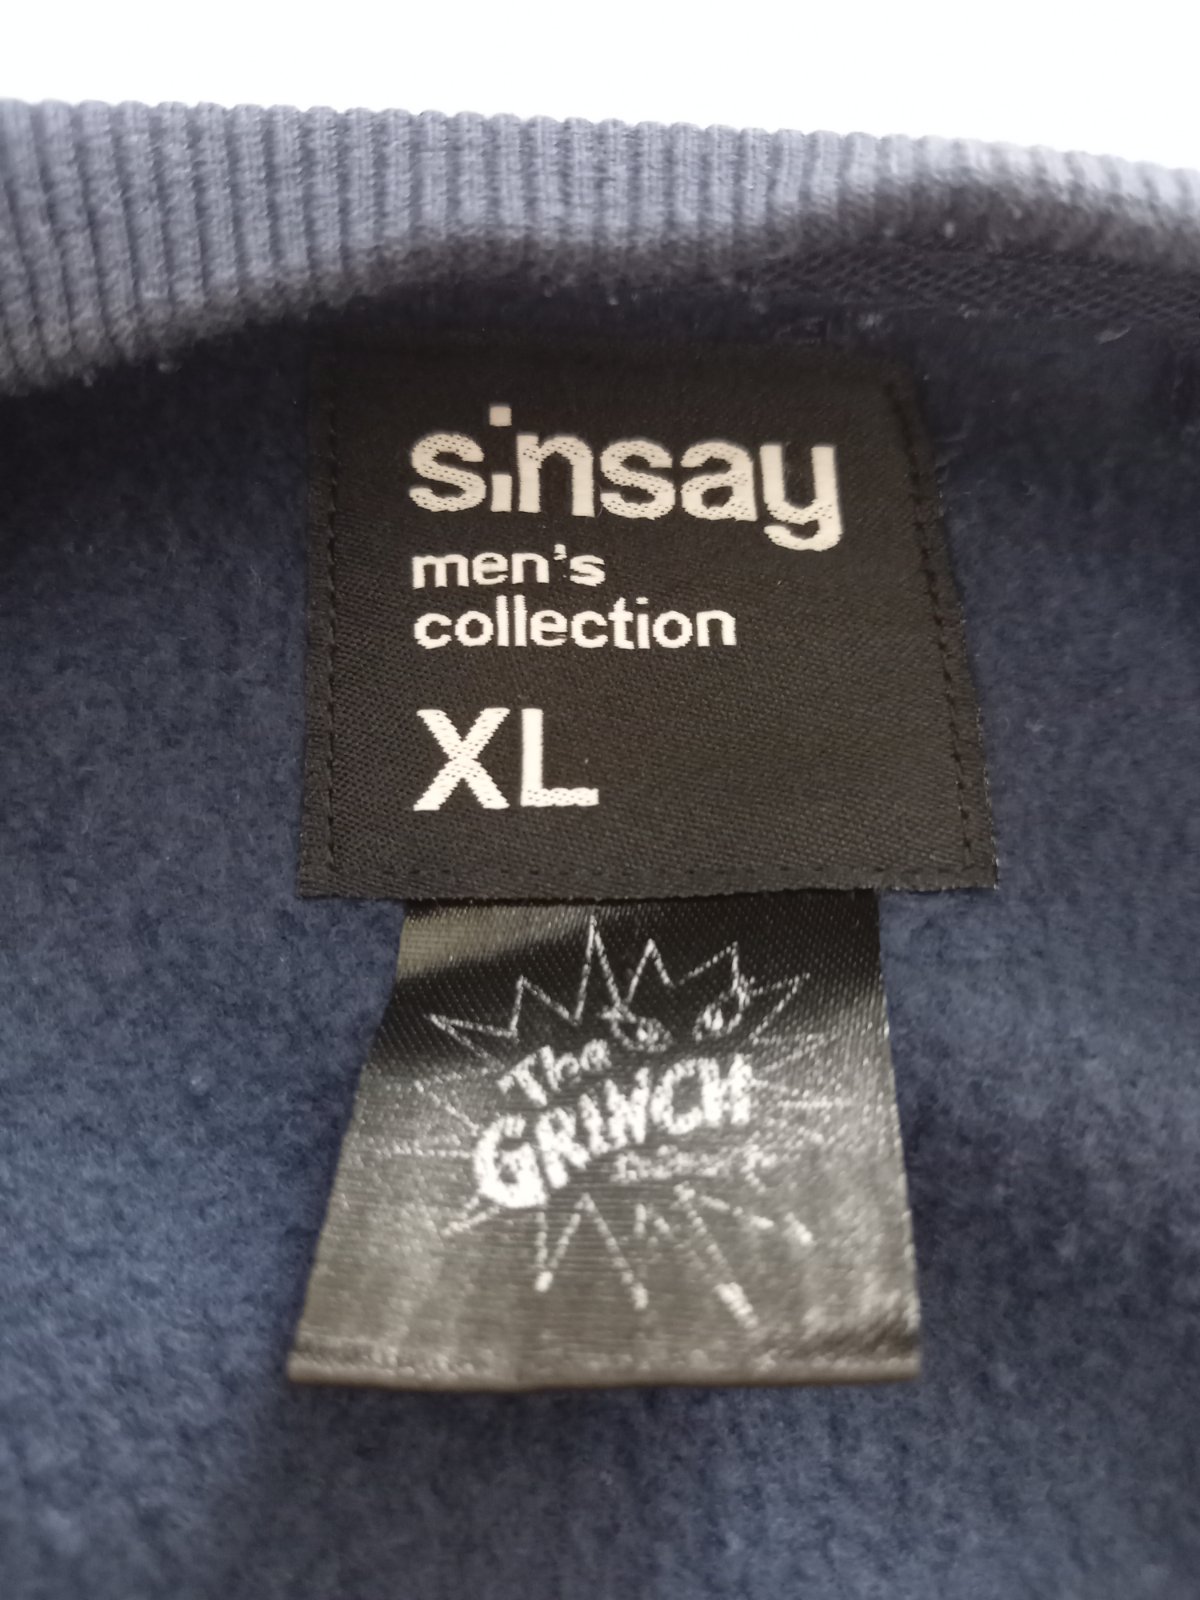 sinsay
men's
collection
XL
The
GRINCH